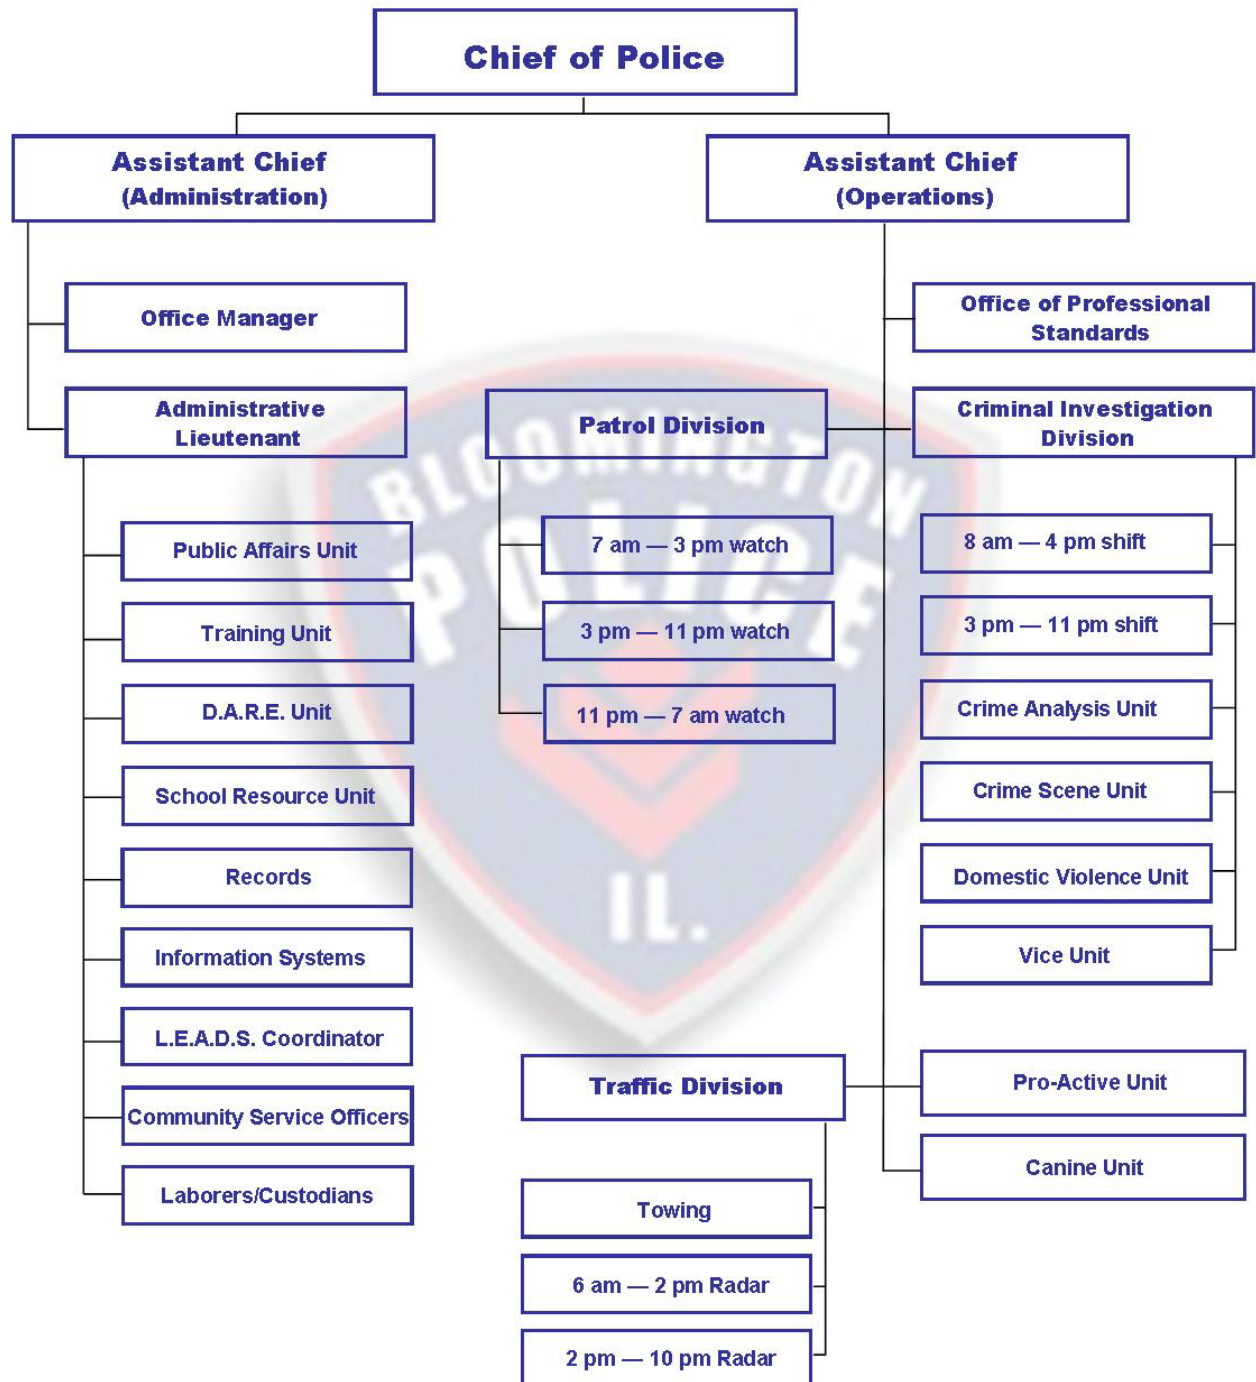 Chief of Police
Assistant Chief
(Administration)
Assistant Chief
(Operations)
Office Manager
Office of Professional
Standards
Administrative
Lieutenant
Patrol Division
Criminal Investigation
Division
Public Affairs Unit
Training Unit
D.A.R.E. Unit
School Resource Unit
Records
Information Systems
L.E.A.D.S. Coordinator
Community Service Officers
Laborers/Custodians
7 am — 3 pm watch
3 pm — 11 pm watch
11 pm — 7 am watch
8 am — 4 pm shift
3 pm — 11 pm shift
Crime Analysis Unit
Crime Scene Unit
Domestic Violence Unit
Vice Unit
Traffic Division
Towing
6 am — 2 pm Radar
2 pm — 10 pm Radar
Pro-Active Unit
Canine Unit
BLOOMINGTON
POLICE
IL.